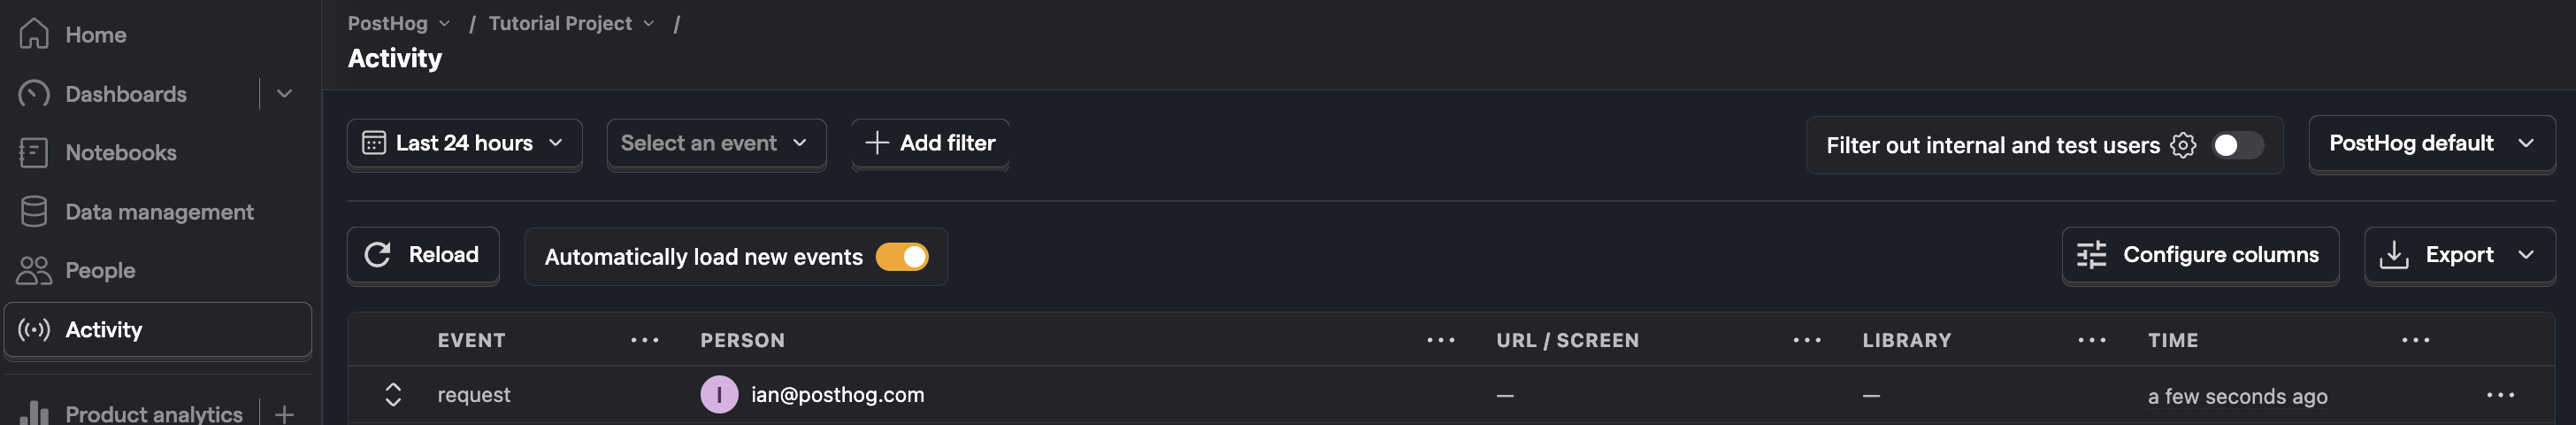 Home
Dashboards
Notebooks
Data management
People
Activity
Product analytics
PostHog / Tutorial Project /
Activity
Last 24 hours
Select an event
Add filter
Filter out internal and test users
PostHog default
Reload
Automatically load new events
Configure columns
Export
EVENT PERSON URL / SCREEN LIBRARY TIME
request I ian@posthog.com — — a few seconds ago